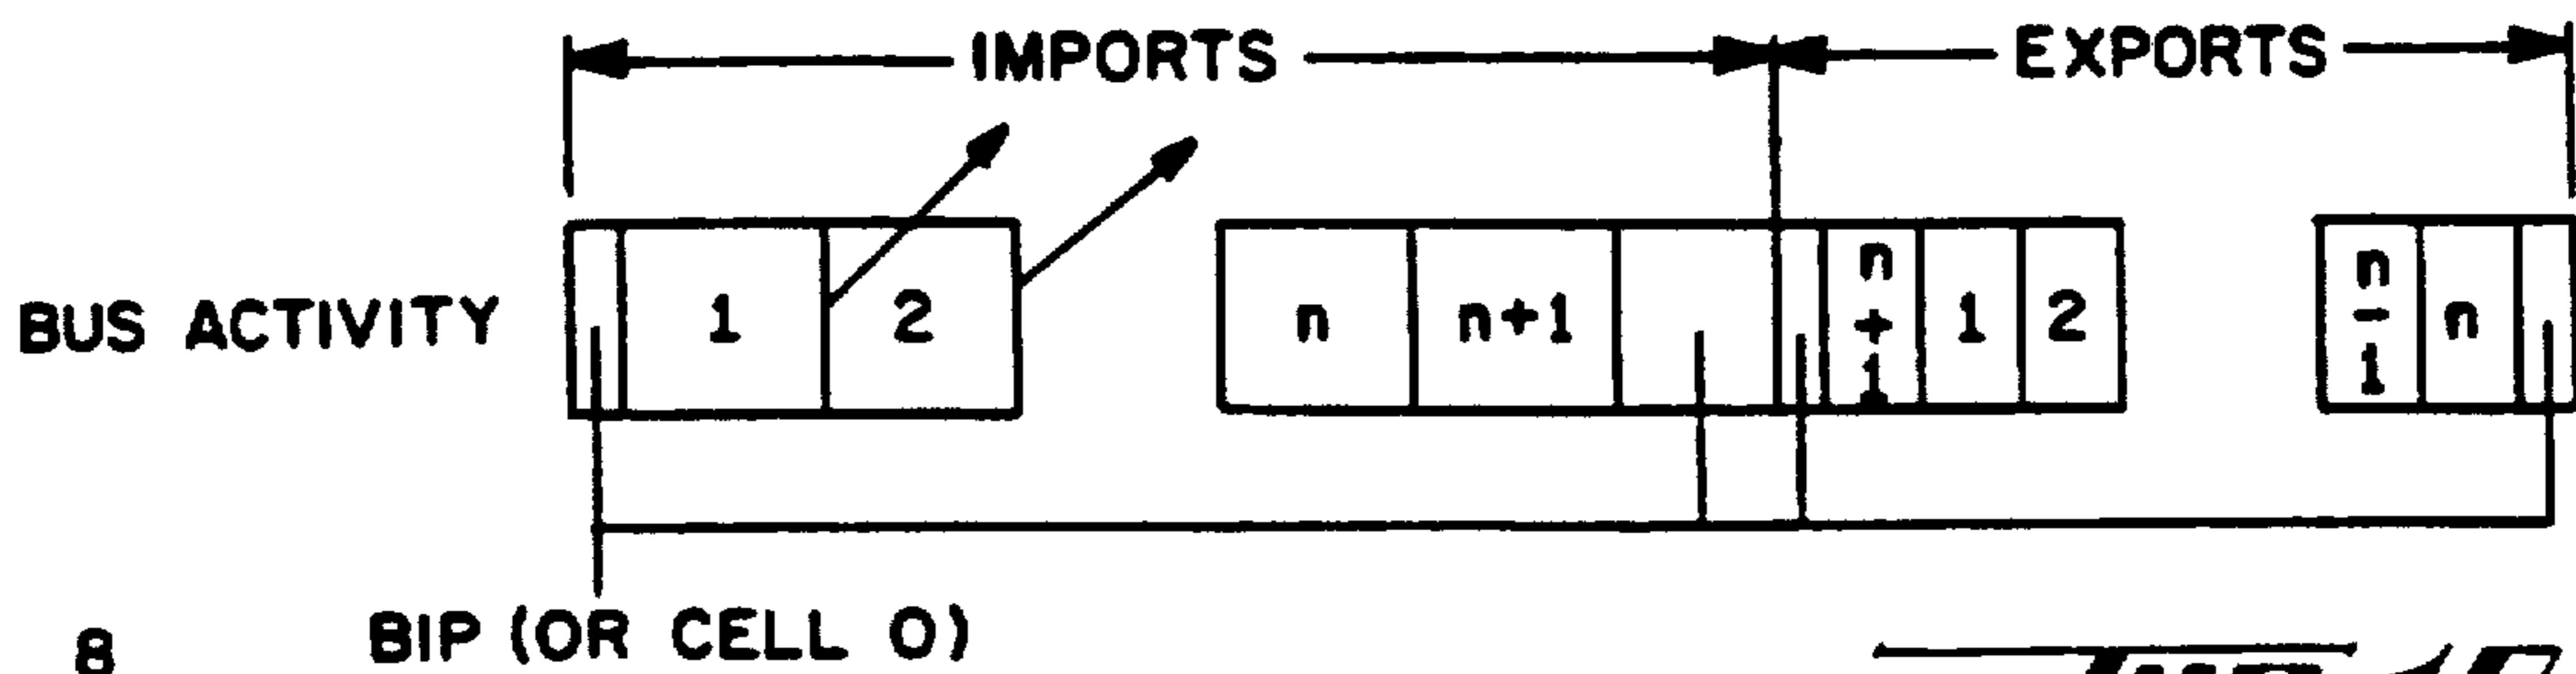 IMPORTS EXPORTS
BUS ACTIVITY 1 2 n n+1 n+1 1 2 n-1 n
BIP (OR CELL 0)
8